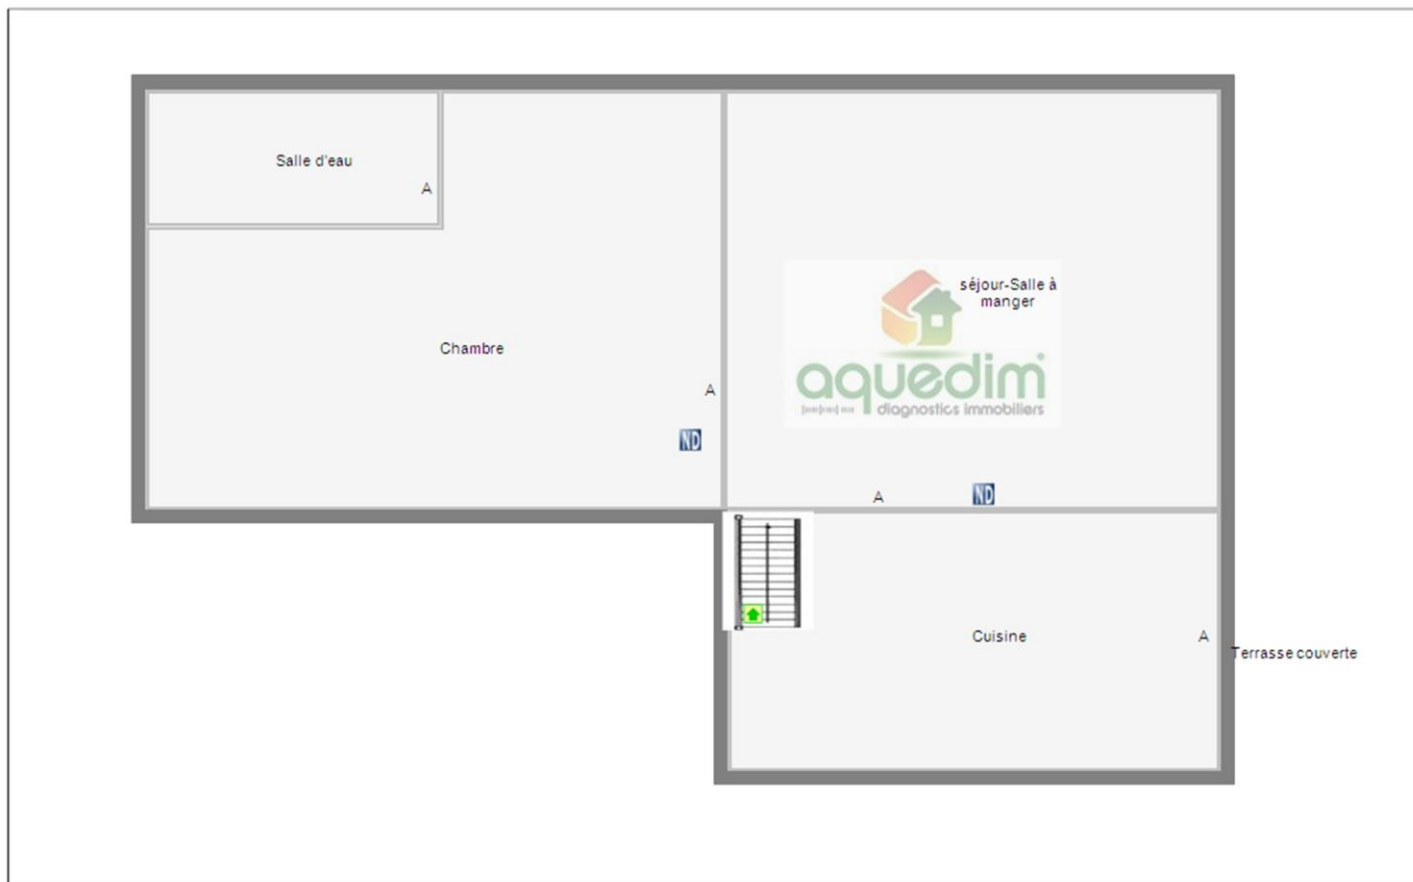 Salle d'eau
A
séjour-Salle à
manger
Chambre
aquedim
A
diagnostics immobiliers
ND
A
ND
Cuisine
A
Terrasse couverte